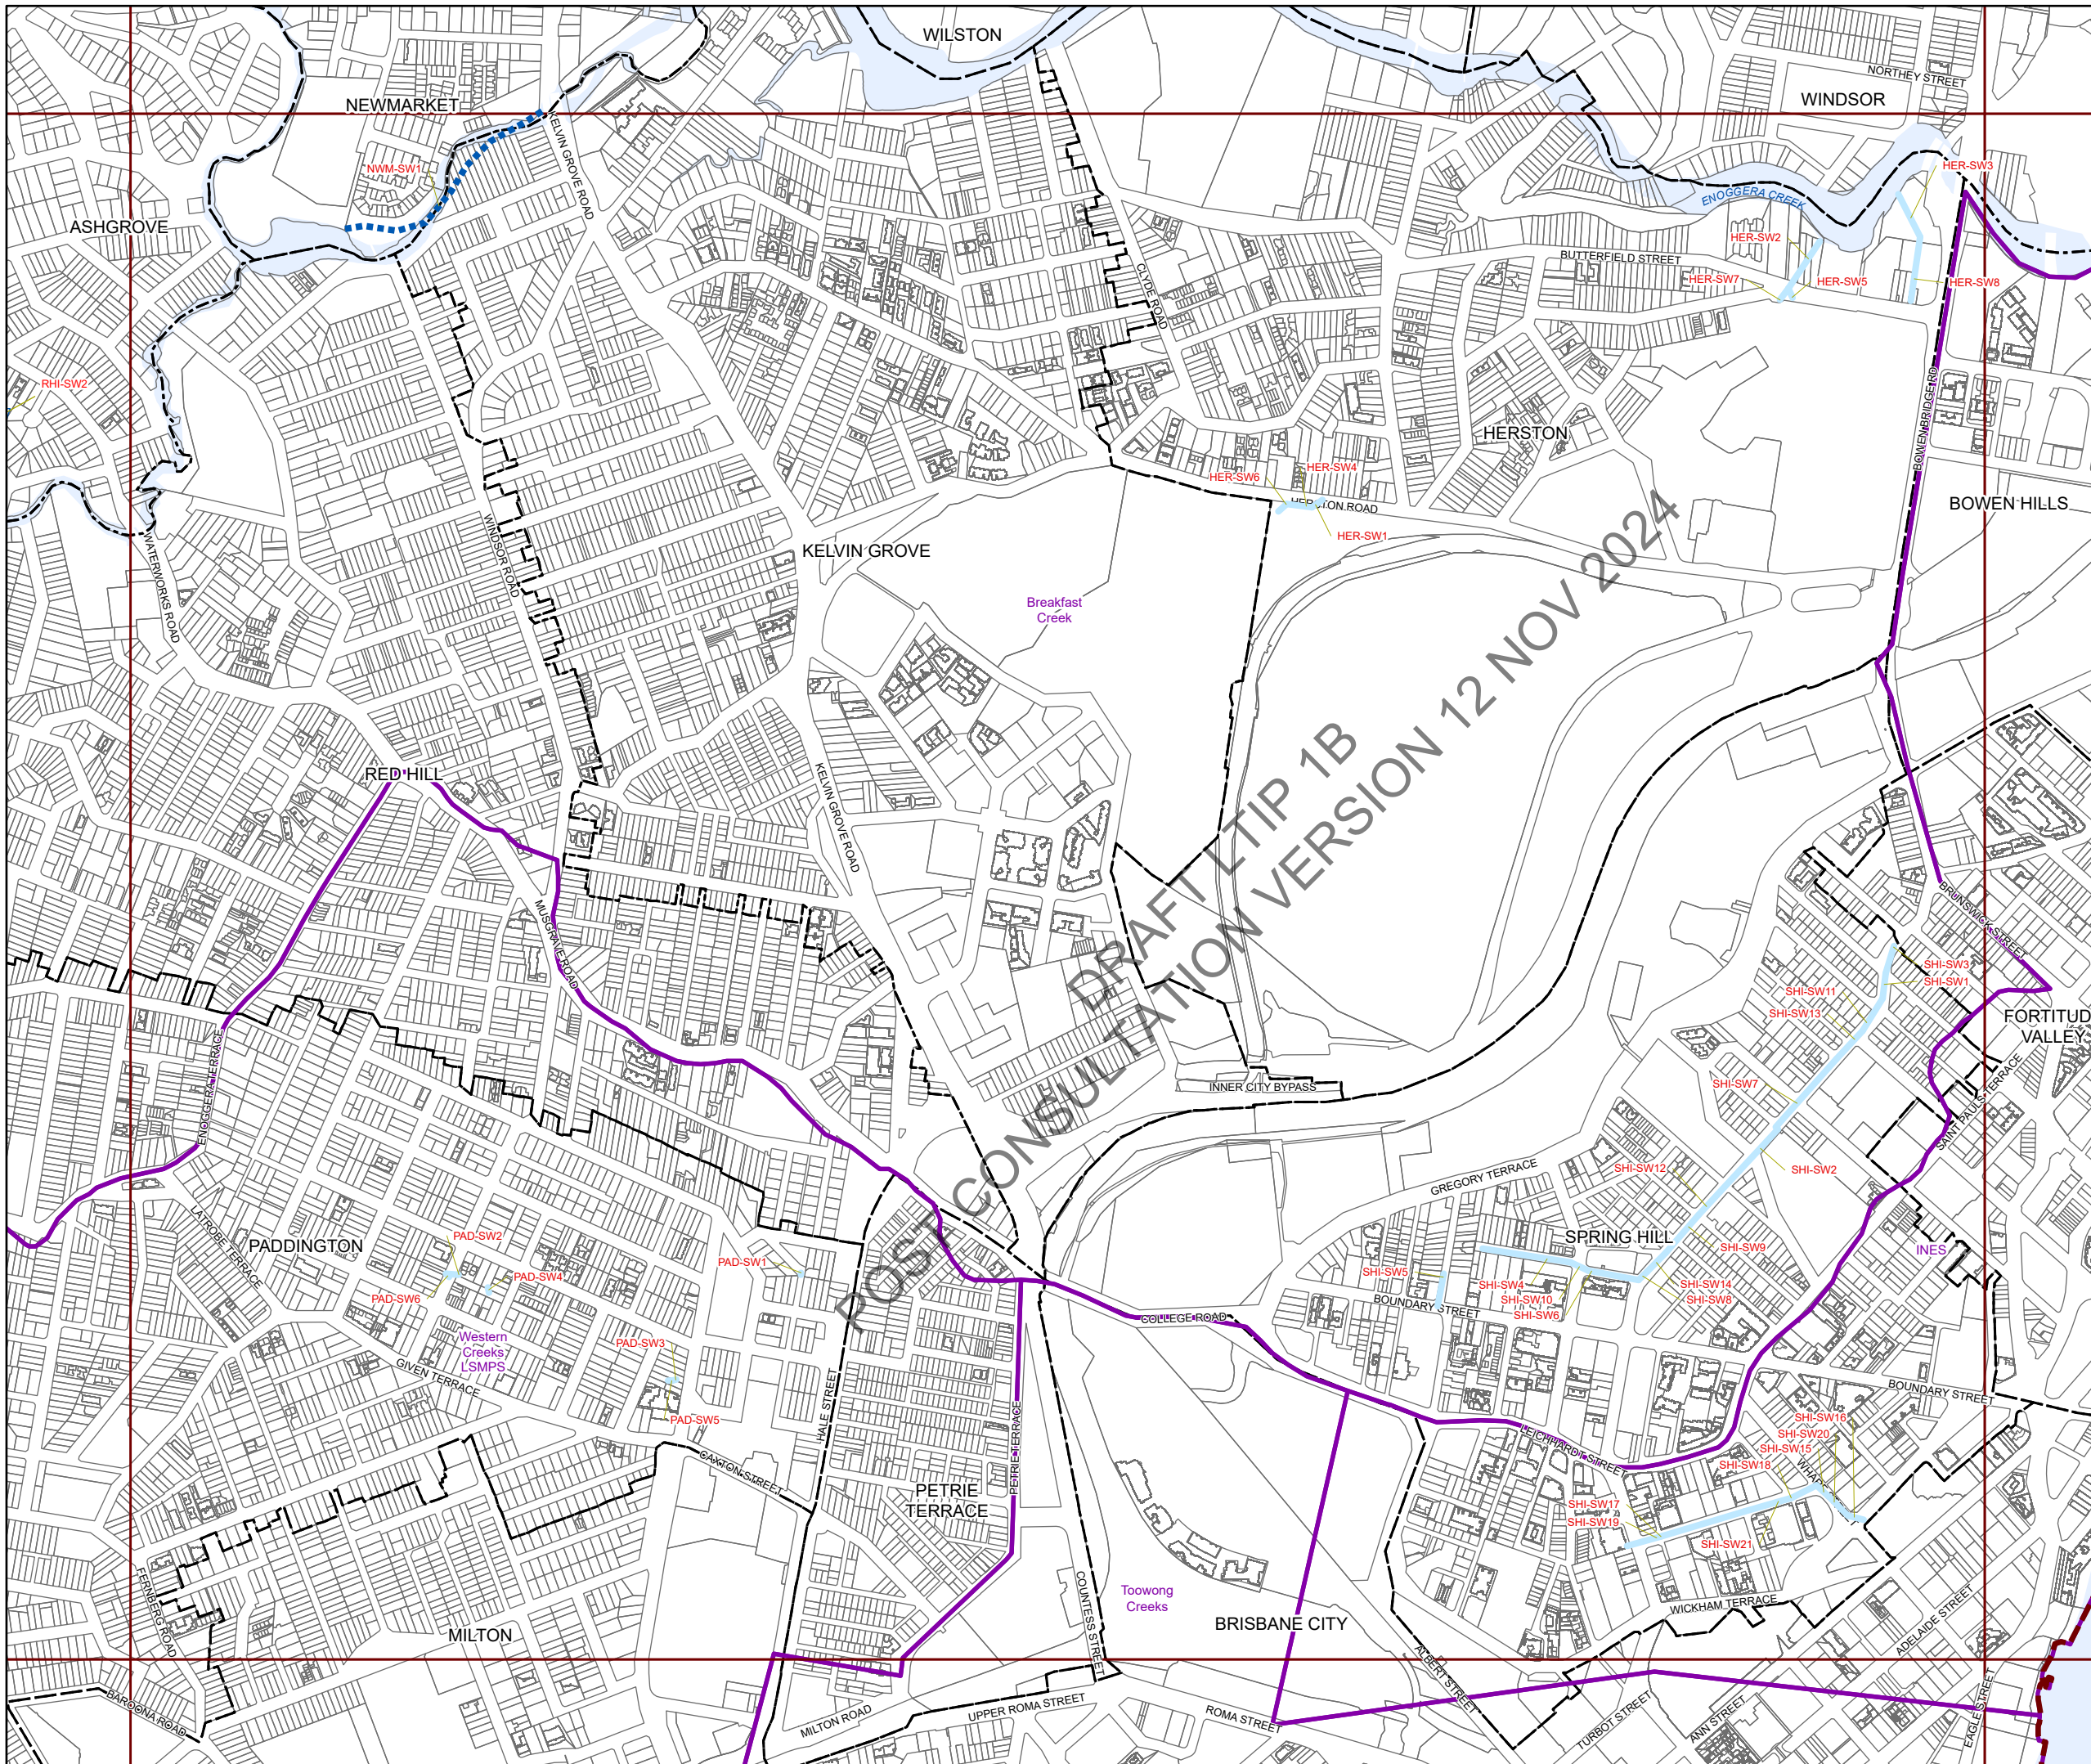 WILSTON
NORTHEY STREET
WINDSOR
NEWMARKET
KELVIN GROVE ROAD
NWM-SW1
HER-SW3
ENOGGERA CREEK
ASHGROVE
HER-SW2
BUTTERFIELD STREET
CLYDE ROAD
HER-SW7
HER-SW5
HER-SW8
RHI-SW2
BOWEN BRIDGE RD
HERSTON
HER-SW4
HER-SW6
HERSTON ROAD
BOWEN HILLS
HER-SW1
WINDSOR ROAD
WATERWORKS ROAD
KELVIN GROVE
Breakfast
Creek
DRAFT LTIP 1B
POST CONSULTATION VERSION 12 NOV 2024
RED HILL
KELVIN GROVE ROAD
MUSGRAVE ROAD
BRUNSWICK STREET
SHI-SW3
SHI-SW1
SHI-SW11
SHI-SW13
FORTITUD
VALLEY
ENOGGERA TERRACE
INNER CITY BYPASS
SHI-SW7
SAINT PAULS TERRACE
SHI-SW12
SHI-SW2
GREGORY TERRACE
LATROBE TERRACE
PADDINGTON
PAD-SW2
SPRING HILL
SHI-SW9
INES
PAD-SW1
PAD-SW4
SHI-SW5
SHI-SW4
SHI-SW14
PAD-SW6
SHI-SW10
SHI-SW8
BOUNDARY STREET
SHI-SW6
COLLEGE ROAD
Western
Creeks
LSMPS
PAD-SW3
GIVEN TERRACE
HALE STREET
BOUNDARY STREET
PAD-SW5
SHI-SW16
SHI-SW20
SHI-SW15
PETRIE TERRACE
LEICHHARDT STREET
SHI-SW18
CAXTON STREET
PETRIE
TERRACE
SHI-SW17
SHI-SW19
SHI-SW21
FERNBERG ROAD
COUNTESS STREET
Toowong
Creeks
WICKHAM TERRACE
BRISBANE CITY
MILTON
ADELAIDE STREET
ALBERT STREET
BAROONA ROAD
MILTON ROAD
UPPER ROMA STREET
ROMA STREET
TURBOT STREET
ANN STREET
EAGLE STREET